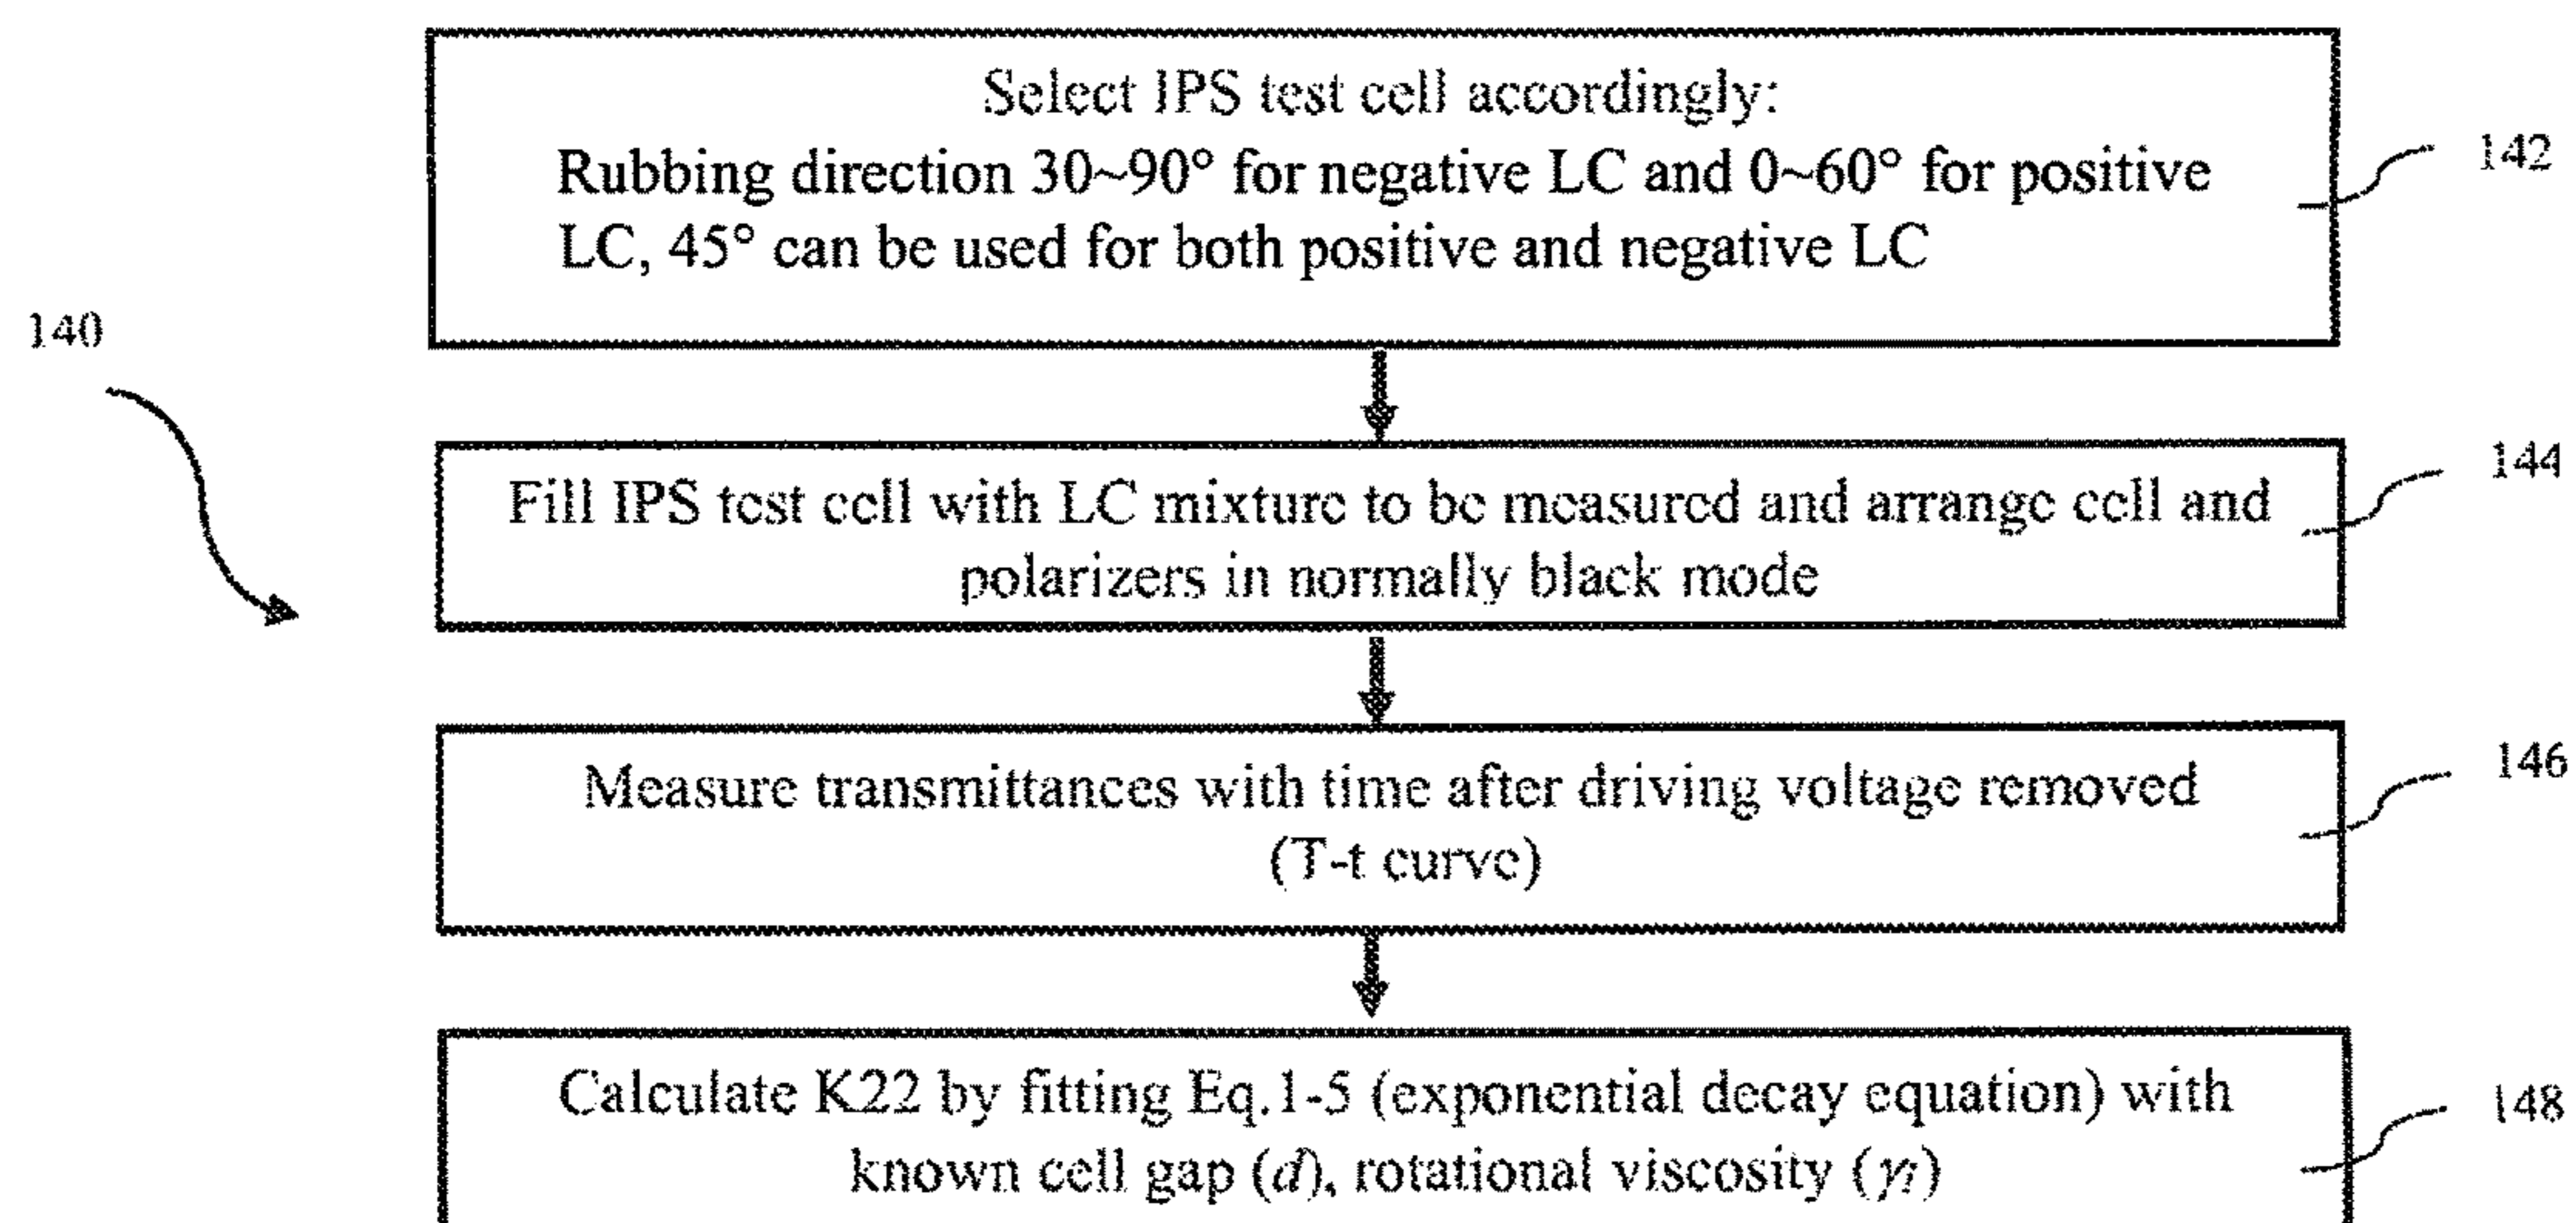 Select IPS test cell accordingly:
Rubbing direction 30~90° for negative LC and 0~60° for positive
LC, 45° can be used for both positive and negative LC
142
140
Fill IPS test cell with LC mixture to be measured and arrange cell and
polarizers in normally black mode
144
Measure transmittances with time after driving voltage removed
(T-t curve)
146
Calculate K22 by fitting Eq.1-5 (exponential decay equation) with
known cell gap (d), rotational viscosity (γ₁)
148